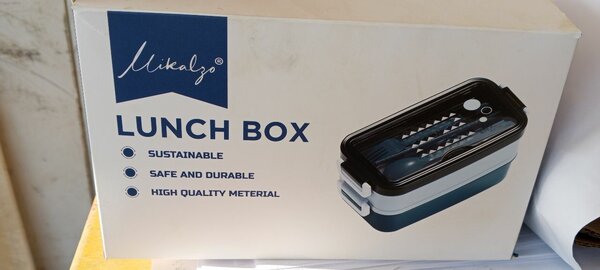 Mikalzo®
LUNCH BOX
SUSTAINABLE
SAFE AND DURABLE
HIGH QUALITY METERIAL